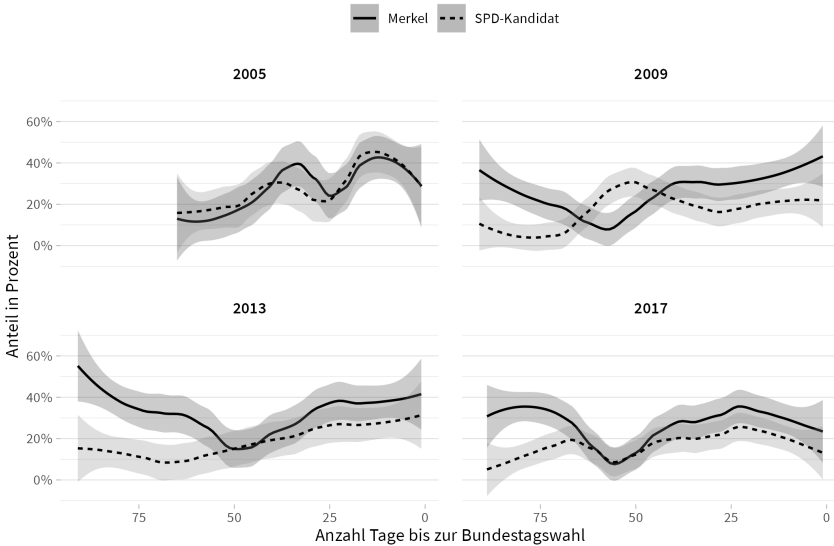 Merkel SPD-Kandidat
2005 2009
60%
40%
20%
0%
2013 2017
60%
40%
20%
0%
75 50 25 0 75 50 25 0
Anteil in Prozent
Anzahl Tage bis zur Bundestagswahl